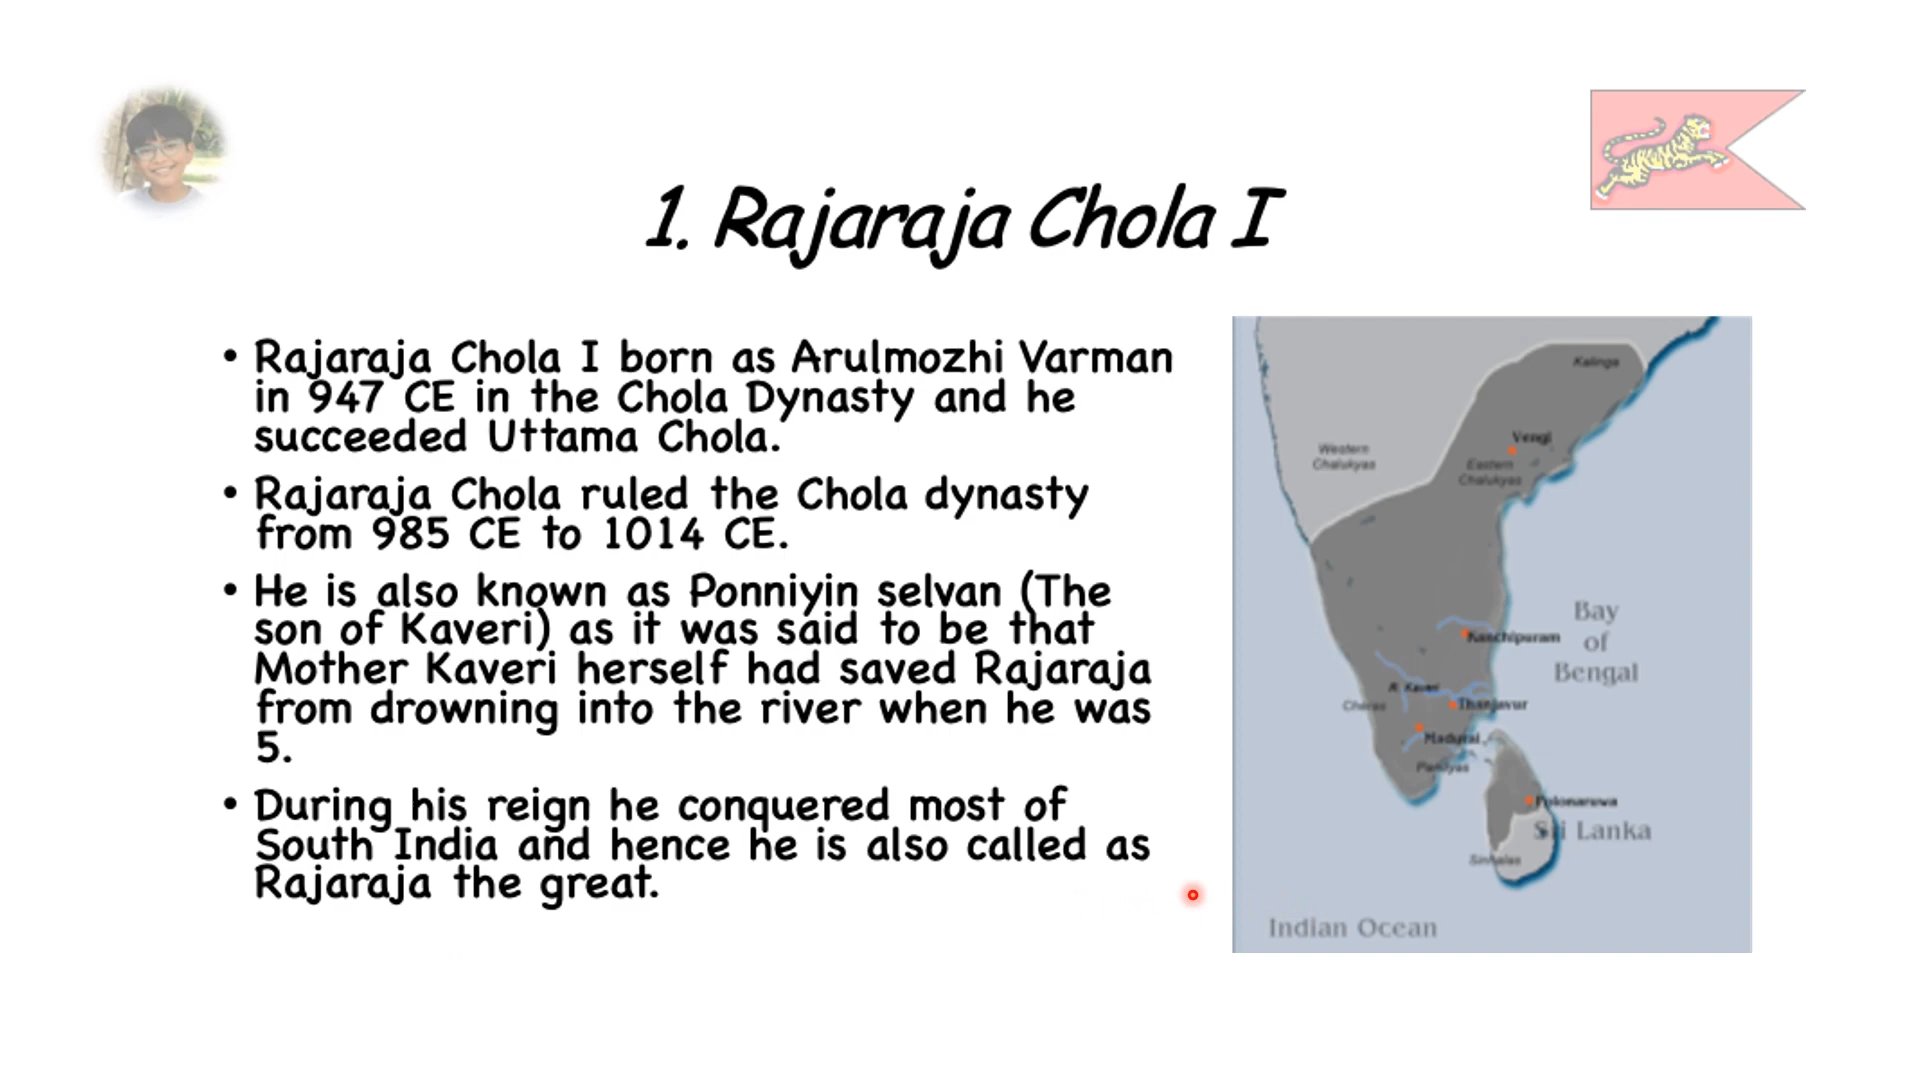 1. Rajaraja Chola I
• Rajaraja Chola I born as Arulmozhi Varman
in 947 CE in the Chola Dynasty and he
succeeded Uttama Chola.
• Rajaraja Chola ruled the Chola dynasty
from 985 CE to 1014 CE.
• He is also known as Ponniyin selvan (The
son of Kaveri) as it was said to be that
Mother Kaveri herself had saved Rajaraja
from drowning into the river when he was
5.
• During his reign he conquered most of
South India and hence he is also called as
Rajaraja the great.
Kalinga
Vengi
Western
Chalukyas
Eastern
Chalukyas
Bay
of
Bengal
Kanchipuram
R. Kaveri
Cheras
Thanjavur
Madurai
Pandyas
Polonaruwa
Sri Lanka
Sinhalas
Indian Ocean